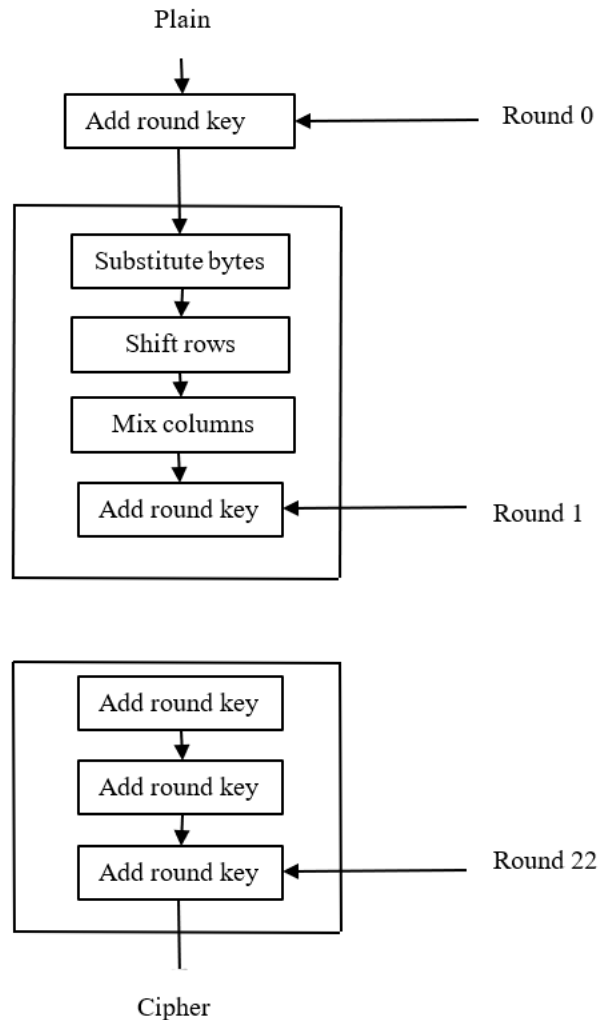 Plain
Add round key
Round 0
Substitute bytes
Shift rows
Mix columns
Add round key
Round 1
Add round key
Add round key
Add round key
Round 22
Cipher